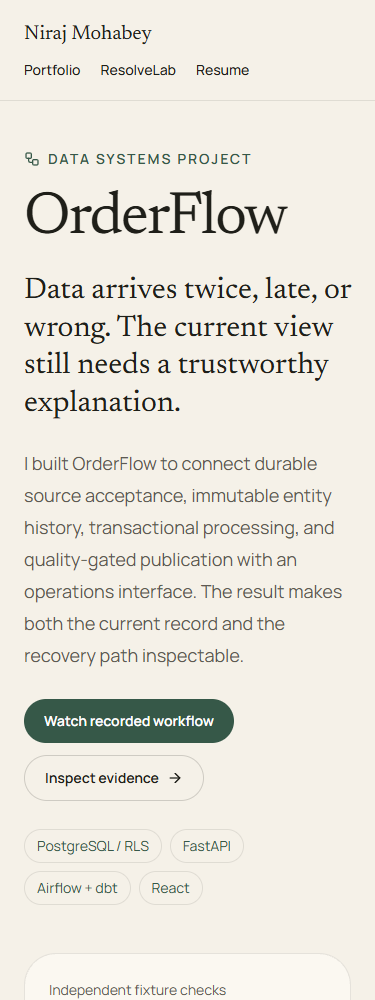 Niraj Mohabey
Portfolio ResolveLab Resume
DATA SYSTEMS PROJECT
OrderFlow
Data arrives twice, late, or
wrong. The current view
still needs a trustworthy
explanation.
I built OrderFlow to connect durable
source acceptance, immutable entity
history, transactional processing, and
quality-gated publication with an
operations interface. The result makes
both the current record and the
recovery path inspectable.
Watch recorded workflow
Inspect evidence →
PostgreSQL / RLS FastAPI
Airflow + dbt React
Independent fixture checks